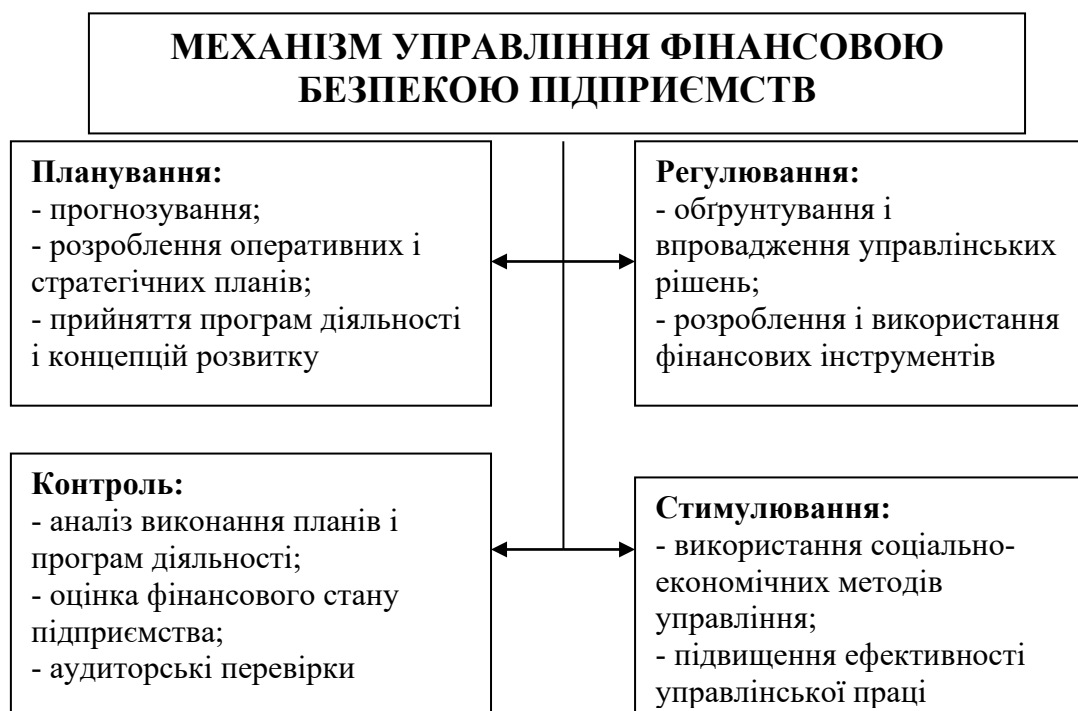 МЕХАНІЗМ УПРАВЛІННЯ ФІНАНСОВОЮ
БЕЗПЕКОЮ ПІДПРИЄМСТВ
Планування:
- прогнозування;
- розроблення оперативних і
стратегічних планів;
- прийняття програм діяльності
і концепцій розвитку
Регулювання:
- обґрунтування і
впровадження управлінських
рішень;
- розроблення і використання
фінансових інструментів
Контроль:
- аналіз виконання планів і
програм діяльності;
- оцінка фінансового стану
підприємства;
- аудиторські перевірки
Стимулювання:
- використання соціально-
економічних методів
управління;
- підвищення ефективності
управлінської праці